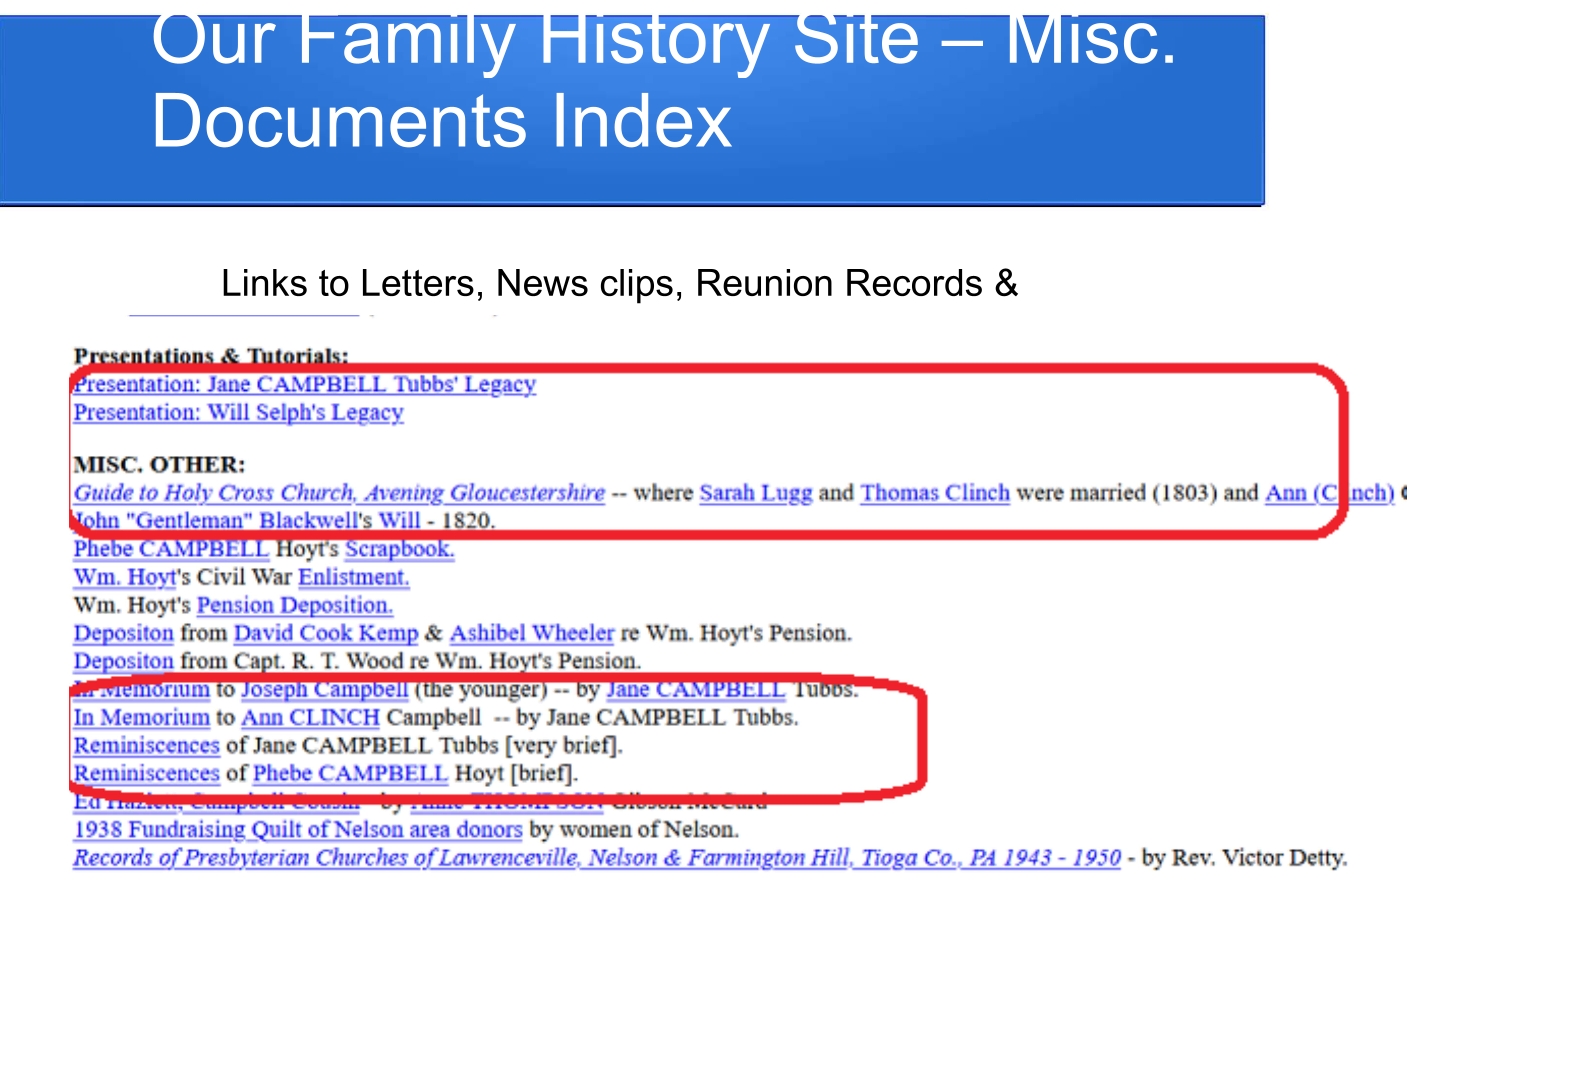 Our Family History Site – Misc.
Documents Index
Links to Letters, News clips, Reunion Records &
Presentations & Tutorials:
Presentation: Jane CAMPBELL Tubbs' Legacy
Presentation: Will Selph's Legacy
MISC. OTHER:
Guide to Holy Cross Church, Avening Gloucestershire -- where Sarah Lugg and Thomas Clinch were married (1803) and Ann (Clinch)
John "Gentleman" Blackwell's Will - 1820.
Phebe CAMPBELL Hoyt's Scrapbook.
Wm. Hoyt's Civil War Enlistment.
Wm. Hoyt's Pension Deposition.
Depositon from David Cook Kemp & Ashibel Wheeler re Wm. Hoyt's Pension.
Depositon from Capt. R. T. Wood re Wm. Hoyt's Pension.
In Memorium to Joseph Campbell (the younger) -- by Jane CAMPBELL Tubbs.
In Memorium to Ann CLINCH Campbell -- by Jane CAMPBELL Tubbs.
Reminiscences of Jane CAMPBELL Tubbs [very brief].
Reminiscences of Phebe CAMPBELL Hoyt [brief].
Ed Hazlett, Campbell Cousin by Anne THOMPSON Gibson McCurd
1938 Fundraising Quilt of Nelson area donors by women of Nelson.
Records of Presbyterian Churches of Lawrenceville, Nelson & Farmington Hill, Tioga Co., PA 1943 - 1950 - by Rev. Victor Detty.